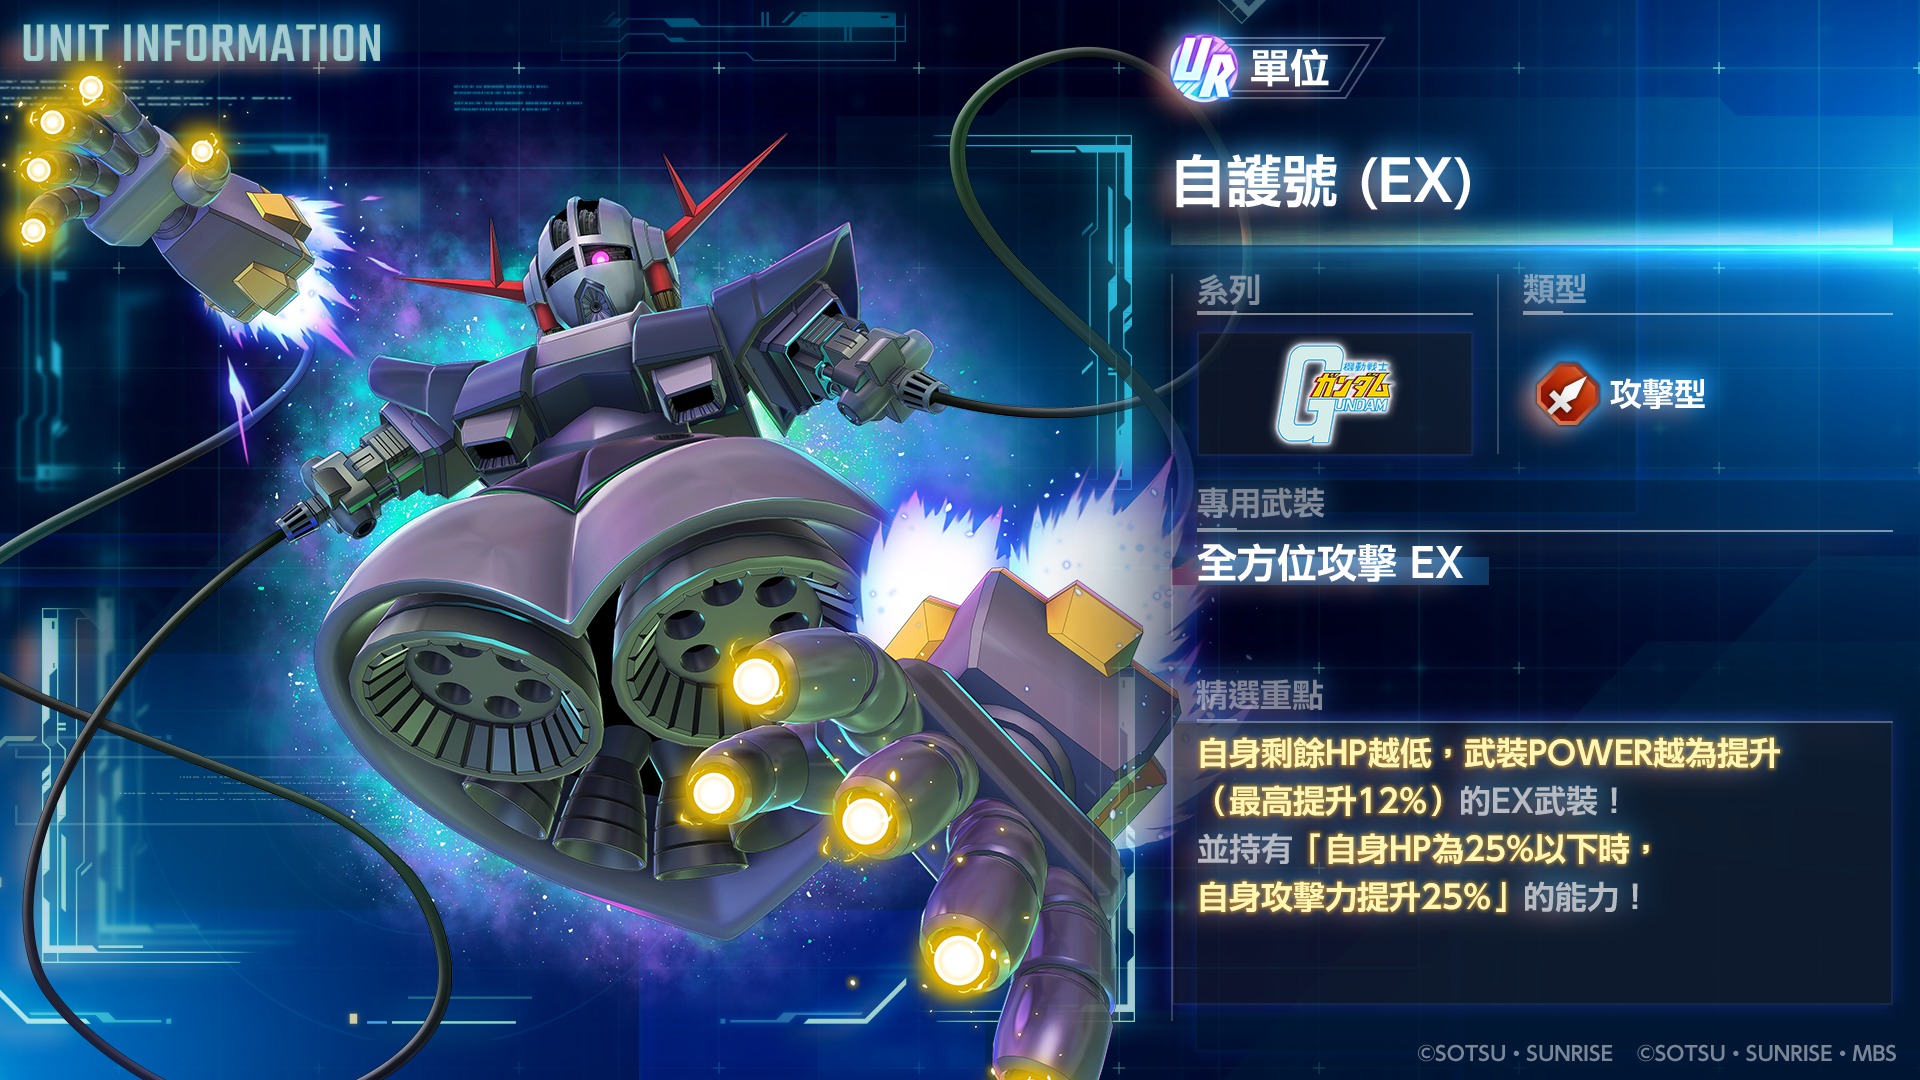 UNIT INFORMATION
UR 單位
自護號 (EX)
系列
類型
機動戦士
ガンダム
GUNDAM
攻擊型
專用武裝
全方位攻擊 EX
精選重點
自身剩餘HP越低，武裝POWER越為提升
（最高提升12%）的EX武裝！
並持有「自身HP為25%以下時，
自身攻擊力提升25%」的能力！
©SOTSU・SUNRISE ©SOTSU・SUNRISE・MBS